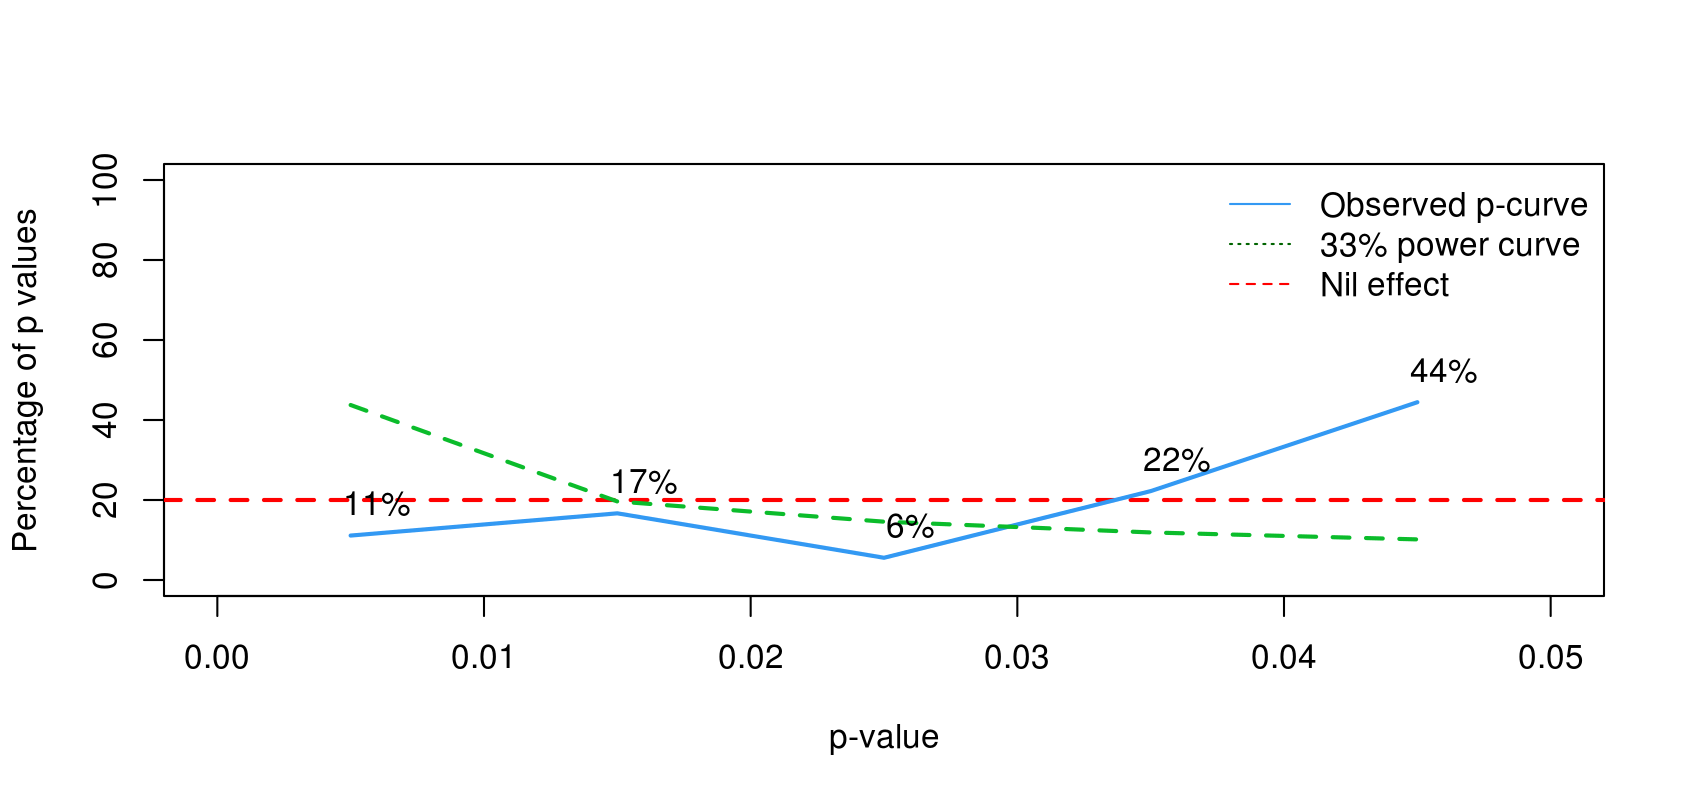 Percentage of p values
100
80
60
40
20
0
Observed p-curve
33% power curve
Nil effect
11%
17%
6%
22%
44%
0.00 0.01 0.02 0.03 0.04 0.05
p-value